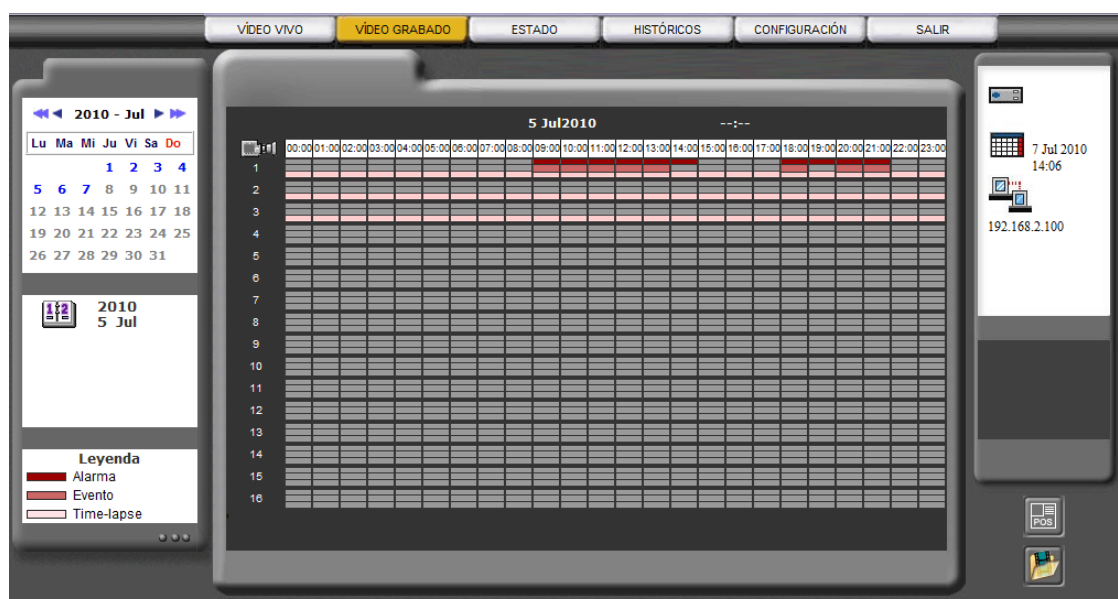 VÍDEO VIVO VÍDEO GRABADO ESTADO HISTÓRICOS CONFIGURACIÓN SALIR
2010 - Jul
Lu Ma Mi Ju Vi Sa Do
1 2 3 4
5 6 7 8 9 10 11
12 13 14 15 16 17 18
19 20 21 22 23 24 25
26 27 28 29 30 31
1 2
2010
5 Jul
Leyenda
Alarma
Evento
Time-lapse
5 Jul2010 --:--
00:00 01:00 02:00 03:00 04:00 05:00 06:00 07:00 08:00 09:00 10:00 11:00 12:00 13:00 14:00 15:00 16:00 17:00 18:00 19:00 20:00 21:00 22:00 23:00
1
2
3
4
5
6
7
8
9
10
11
12
13
14
15
16
7 Jul 2010
14:06
192.168.2.100
POS